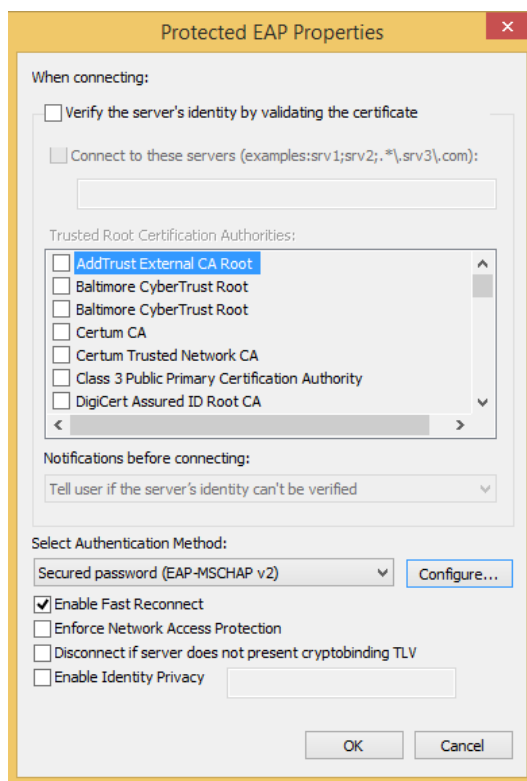 Protected EAP Properties
When connecting:
Verify the server's identity by validating the certificate
Connect to these servers (examples:srv1;srv2;.*\.srv3\.com):
Trusted Root Certification Authorities:
AddTrust External CA Root
Baltimore CyberTrust Root
Baltimore CyberTrust Root
Certum CA
Certum Trusted Network CA
Class 3 Public Primary Certification Authority
DigiCert Assured ID Root CA
Notifications before connecting:
Tell user if the server's identity can't be verified
Select Authentication Method:
Secured password (EAP-MSCHAP v2)
Configure...
Enable Fast Reconnect
Enforce Network Access Protection
Disconnect if server does not present cryptobinding TLV
Enable Identity Privacy
OK
Cancel